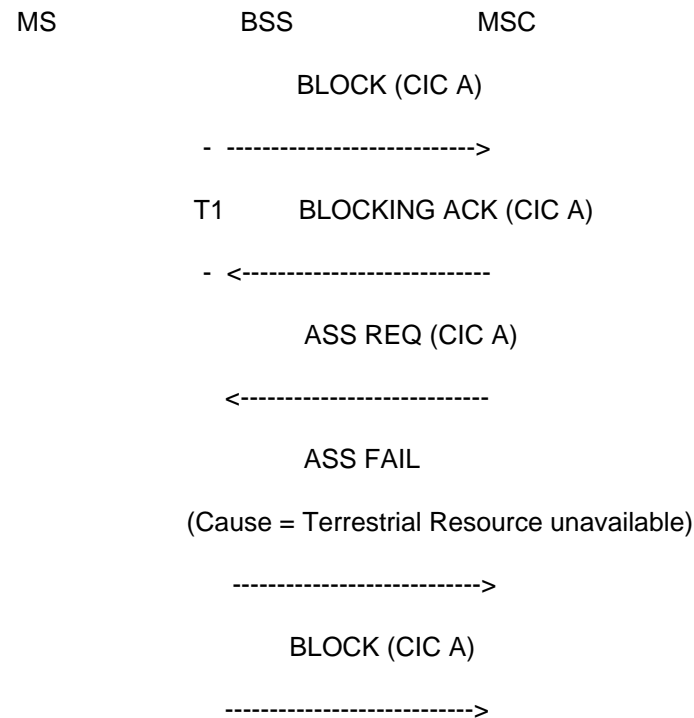 MS BSS MSC
BLOCK (CIC A)
- ---------------------------->
T1 BLOCKING ACK (CIC A)
- <----------------------------
ASS REQ (CIC A)
<----------------------------
ASS FAIL
(Cause = Terrestrial Resource unavailable)
---------------------------->
BLOCK (CIC A)
---------------------------->